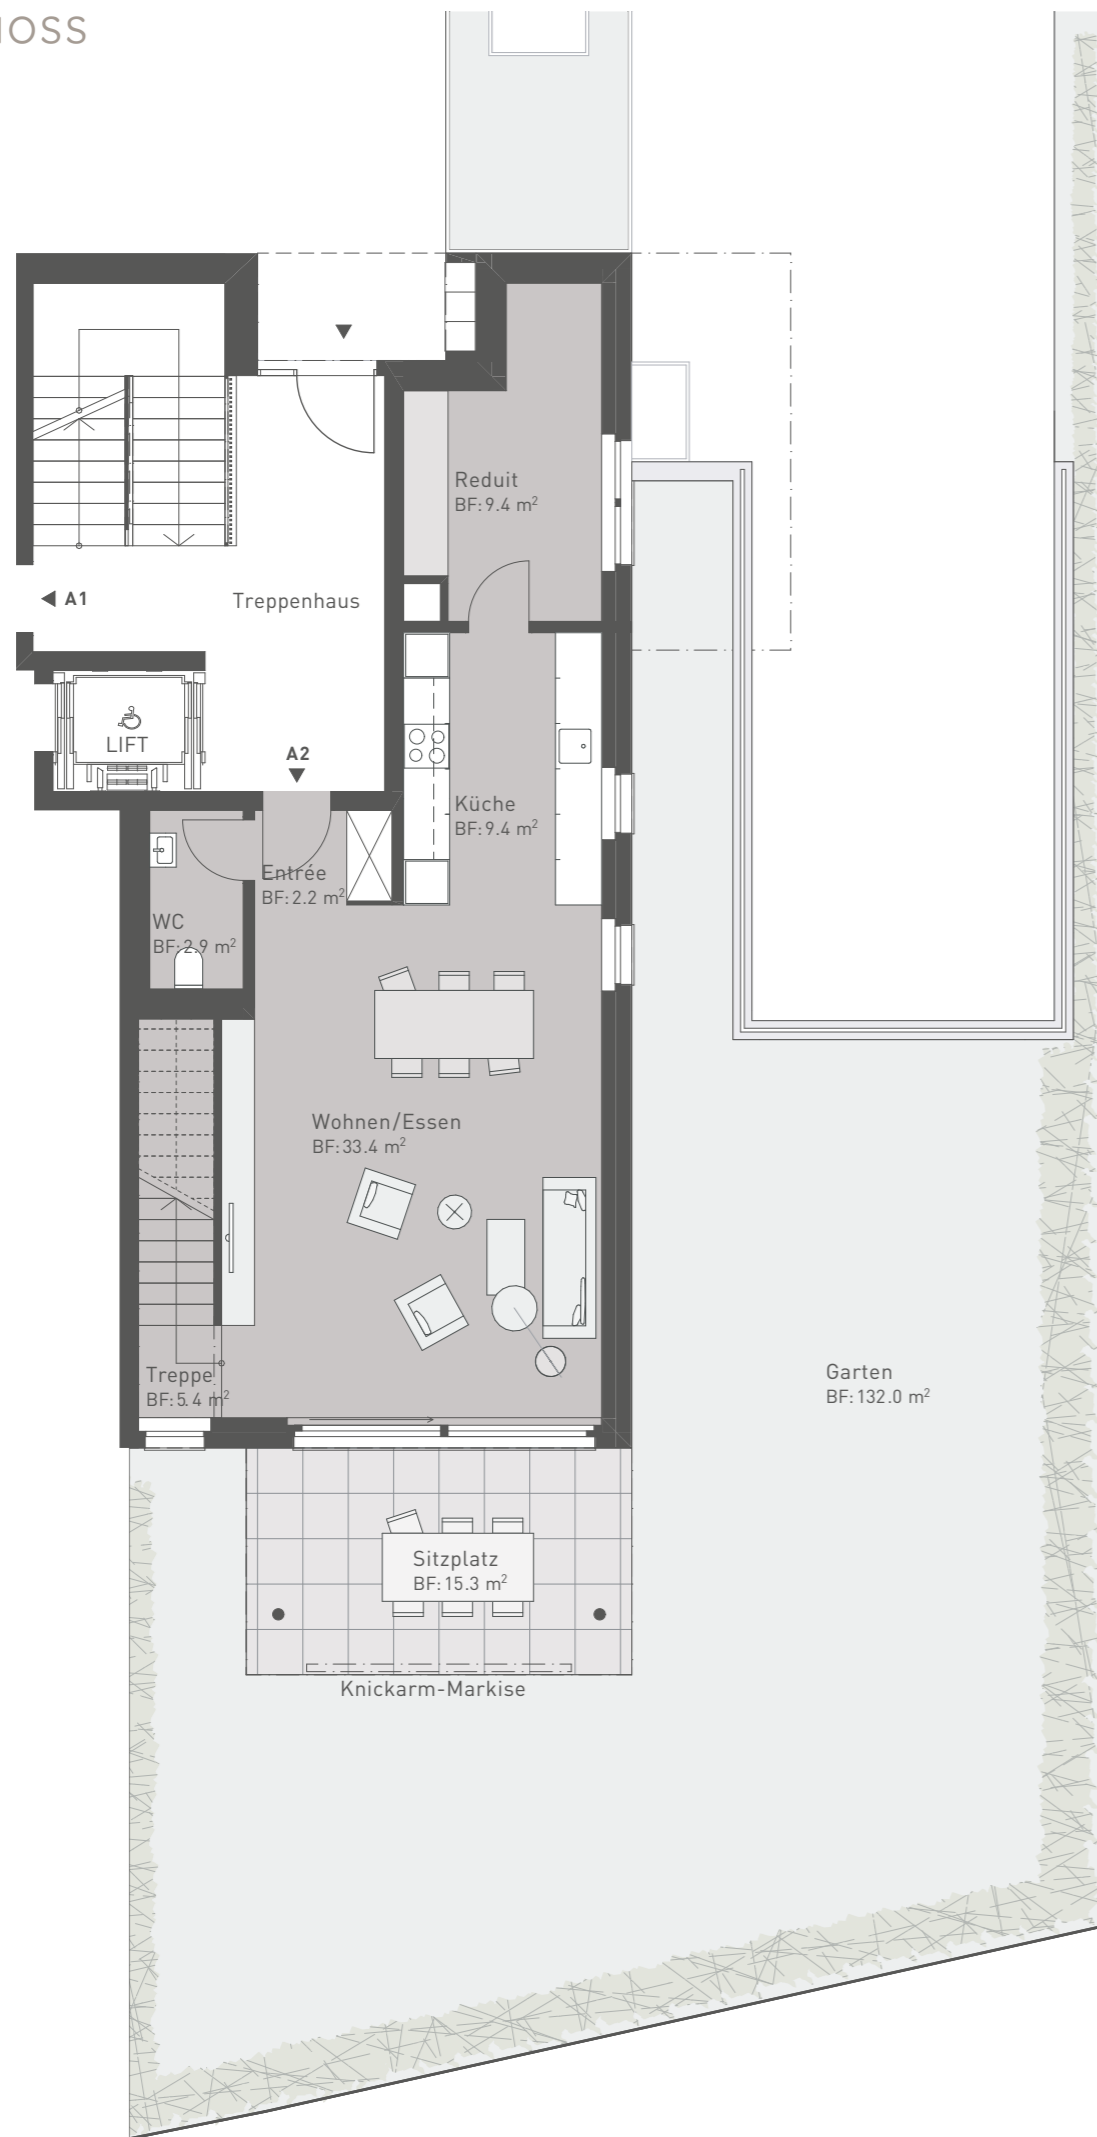 HOSS
Reduit
BF: 9.4 m²
A1
Treppenhaus
LIFT
A2
Küche
BF: 9.4 m²
Entrée
BF: 2.2 m²
WC
BF: 2.9 m²
Wohnen/Essen
BF: 33.4 m²
Treppe
BF: 5.4 m²
Garten
BF: 132.0 m²
Sitzplatz
BF: 15.3 m²
Knickarm-Markise